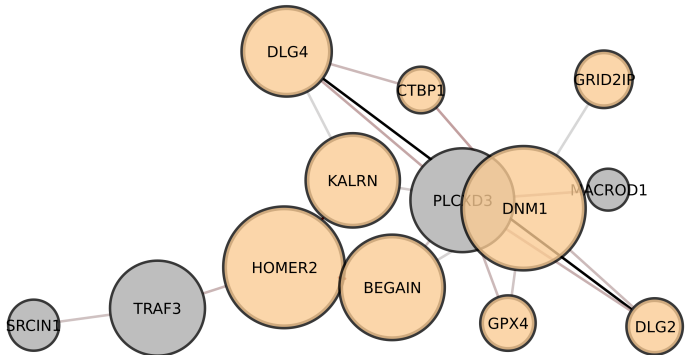 DLG4
CTBP1
GRID2IP
KALRN
PLCXD3
DNM1
MACROD1
HOMER2
BEGAIN
TRAF3
SRCIN1
GPX4
DLG2